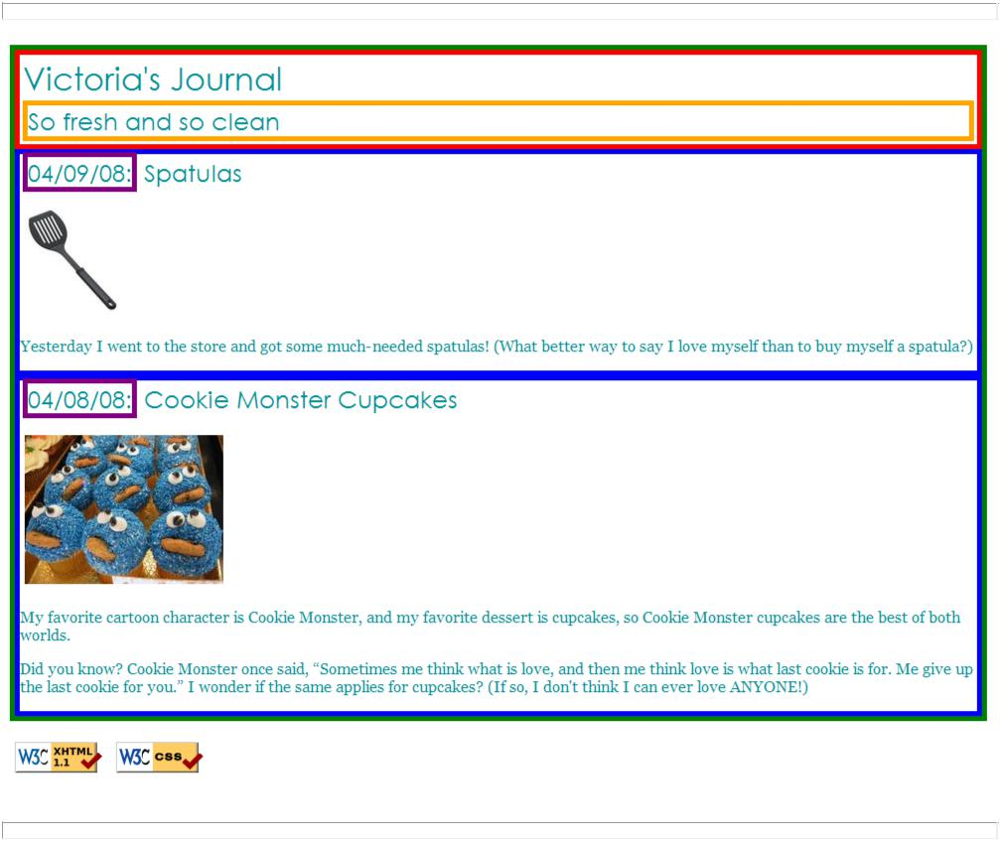 Victoria's Journal
So fresh and so clean
04/09/08: Spatulas
Yesterday I went to the store and got some much-needed spatulas! (What better way to say I love myself than to buy myself a spatula?)
04/08/08: Cookie Monster Cupcakes
My favorite cartoon character is Cookie Monster, and my favorite dessert is cupcakes, so Cookie Monster cupcakes are the best of both
worlds.
Did you know? Cookie Monster once said, “Sometimes me think what is love, and then me think love is what last cookie is for. Me give up
the last cookie for you.” I wonder if the same applies for cupcakes? (If so, I don't think I can ever love ANYONE!)
W3C XHTML 1.1 W3C css